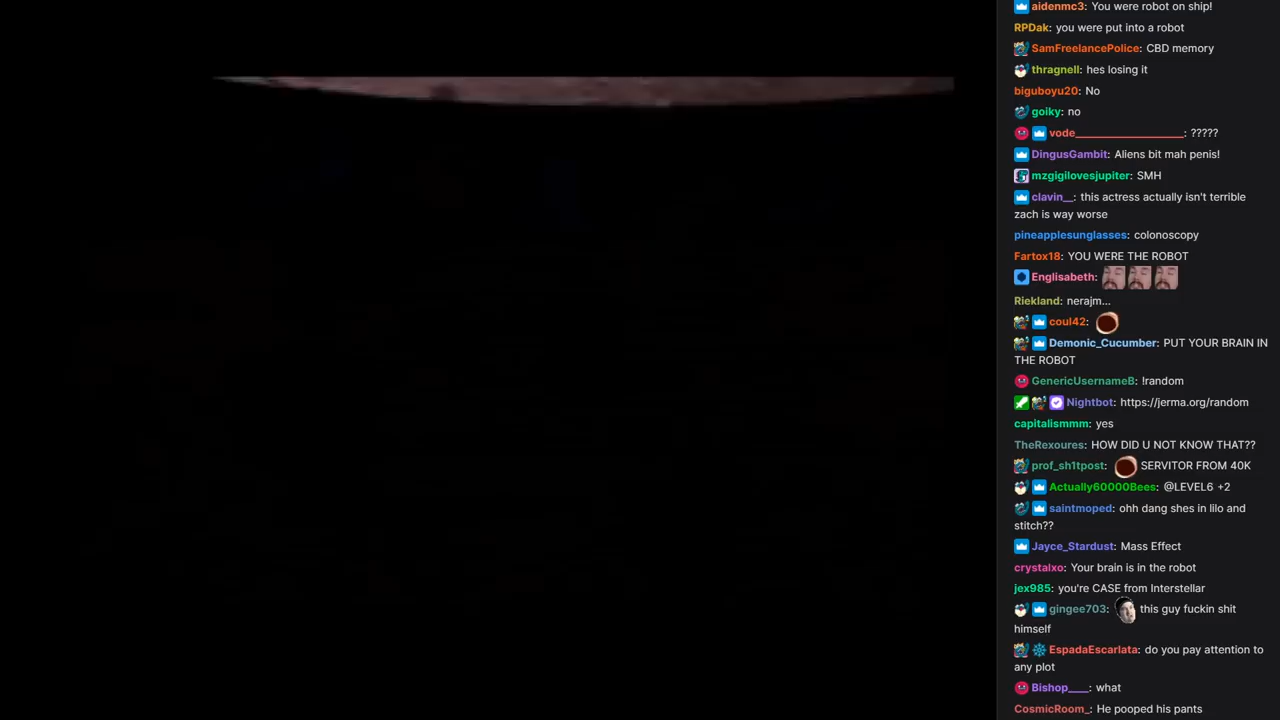 aidenmc3: You were robot on ship!
RPDak: you were put into a robot
SamFreelancePolice: CBD memory
thragnell: hes losing it
biguboyu20: No
goiky: no
vode____________________: ?????
DingusGambit: Aliens bit mah penis!
mzgigilovesjupiter: SMH
clavin__: this actress actually isn't terrible
zach is way worse
pineapplesunglasses: colonoscopy
Fartox18: YOU WERE THE ROBOT
Englisabeth:
Riekland: nerajm...
coul42:
Demonic_Cucumber: PUT YOUR BRAIN IN
THE ROBOT
GenericUsernameB: !random
Nightbot: https://jerma.org/random
capitalismmm: yes
TheRexoures: HOW DID U NOT KNOW THAT??
prof_sh1tpost: SERVITOR FROM 40K
Actually60000Bees: @LEVEL6 +2
saintmoped: ohh dang shes in lilo and
stitch??
Jayce_Stardust: Mass Effect
crystalxo: Your brain is in the robot
jex985: you're CASE from Interstellar
gingee703: this guy fuckin shit
himself
EspadaEscarlata: do you pay attention to
any plot
Bishop____: what
CosmicRoom_: He pooped his pants